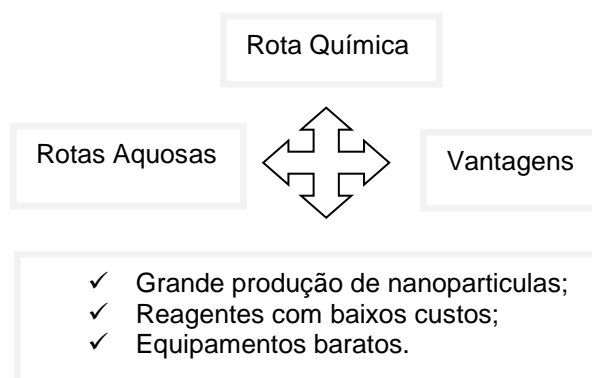 Rota Química
Rotas Aquosas
Vantagens
✓ Grande produção de nanoparticulas;
✓ Reagentes com baixos custos;
✓ Equipamentos baratos.